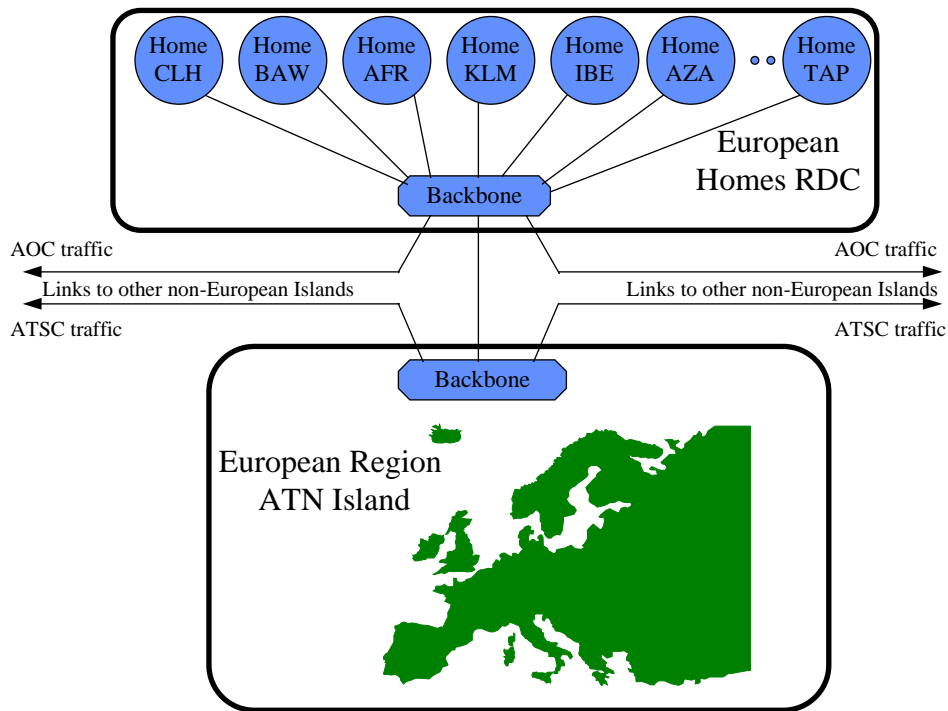 Home CLH
Home BAW
Home AFR
Home KLM
Home IBE
Home AZA
Home TAP
European
Homes RDC
Backbone
AOC traffic
AOC traffic
Links to other non-European Islands
Links to other non-European Islands
ATSC traffic
ATSC traffic
Backbone
European Region
ATN Island